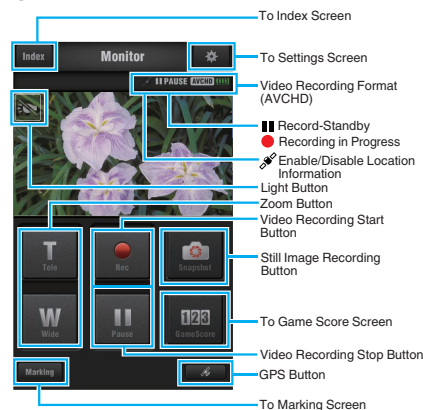 To Index Screen
Index
Monitor
To Settings Screen
PAUSE AVCHD
Video Recording Format
(AVCHD)
Record-Standby
Recording in Progress
Enable/Disable Location
Information
Light Button
Zoom Button
Video Recording Start
Button
T
Tele
Rec
Snapshot
Still Image Recording
Button
W
Wide
Pause
123
GameScore
To Game Score Screen
Video Recording Stop Button
Marking
GPS Button
To Marking Screen